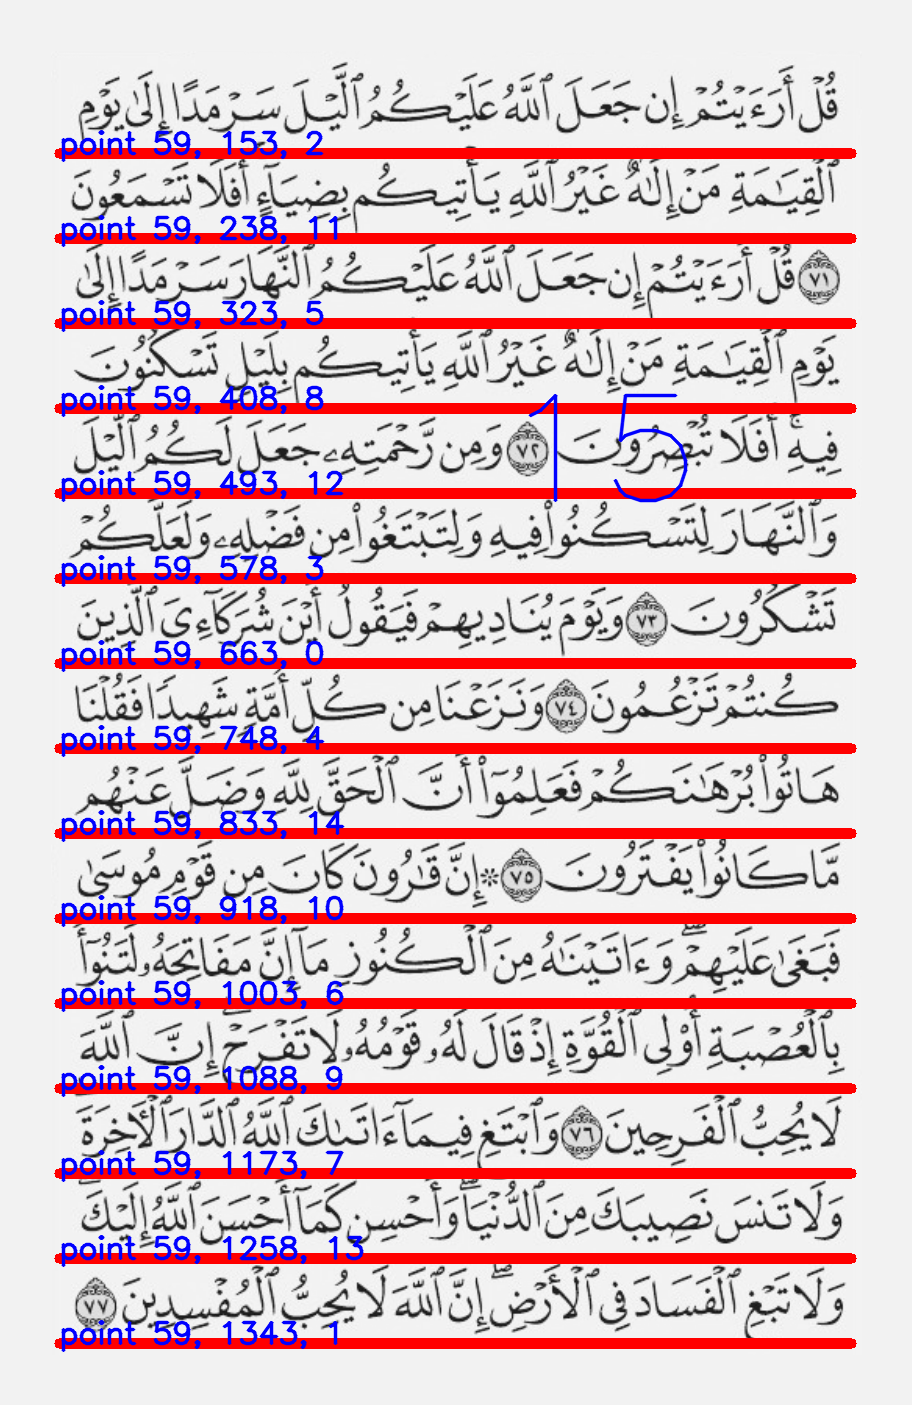 قُلْ أَرَءَيْتُمْ إِن جَعَلَ ٱللَّهُ عَلَيْكُمُ ٱلَّيْلَ سَرْمَدًا إِلَىٰ يَوْمِ
point 59, 153, 2
ٱلْقِيَـٰمَةِ مَنْ إِلَـٰهٌ غَيْرُ ٱللَّهِ يَأْتِيكُم بِضِيَآءٍ أَفَلَا تَسْمَعُونَ
point 59, 238, 11
٧١ قُلْ أَرَءَيْتُمْ إِن جَعَلَ ٱللَّهُ عَلَيْكُمُ ٱلنَّهَارَ سَرْمَدًا إِلَىٰ
point 59, 323, 5
يَوْمِ ٱلْقِيَـٰمَةِ مَنْ إِلَـٰهٌ غَيْرُ ٱللَّهِ يَأْتِيكُم بِلَيْلٍ تَسْكُنُونَ
point 59, 408, 8
فِيهِ ۚ أَفَلَا تُبْصِرُونَ ٧٢ وَمِن رَّحْمَتِهِۦ جَعَلَ لَكُمُ ٱلَّيْلَ
15
point 59, 493, 12
وَٱلنَّهَارَ لِتَسْكُنُوا۟ فِيهِ وَلِتَبْتَغُوا۟ مِن فَضْلِهِۦ وَلَعَلَّكُمْ
point 59, 578, 3
تَشْكُرُونَ ٧٣ وَيَوْمَ يُنَادِيهِمْ فَيَقُولُ أَيْنَ شُرَكَآءِىَ ٱلَّذِينَ
point 59, 663, 0
كُنتُمْ تَزْعُمُونَ ٧٤ وَنَزَعْنَا مِن كُلِّ أُمَّةٍ شَهِيدًا فَقُلْنَا
point 59, 748, 4
هَاتُوا۟ بُرْهَـٰنَكُمْ فَعَلِمُوٓا۟ أَنَّ ٱلْحَقَّ لِلَّهِ وَضَلَّ عَنْهُم
point 59, 833, 14
مَّا كَانُوا۟ يَفْتَرُونَ ٧٥ ۞ إِنَّ قَـٰرُونَ كَانَ مِن قَوْمِ مُوسَىٰ
point 59, 918, 10
فَبَغَىٰ عَلَيْهِمْ ۖ وَءَاتَيْنَـٰهُ مِنَ ٱلْكُنُوزِ مَآ إِنَّ مَفَاتِحَهُۥ لَتَنُوٓأُ
point 59, 1003, 6
بِٱلْعُصْبَةِ أُو۟لِى ٱلْقُوَّةِ إِذْ قَالَ لَهُۥ قَوْمُهُۥ لَا تَفْرَحْ ۖ إِنَّ ٱللَّهَ
point 59, 1088, 9
لَا يُحِبُّ ٱلْفَرِحِينَ ٧٦ وَٱبْتَغِ فِيمَآ ءَاتَىٰكَ ٱللَّهُ ٱلدَّارَ ٱلْـَٔاخِرَةَ ۖ
point 59, 1173, 7
وَلَا تَنسَ نَصِيبَكَ مِنَ ٱلدُّنْيَا ۖ وَأَحْسِن كَمَآ أَحْسَنَ ٱللَّهُ إِلَيْكَ ۖ
point 59, 1258, 13
وَلَا تَبْغِ ٱلْفَسَادَ فِى ٱلْأَرْضِ ۖ إِنَّ ٱللَّهَ لَا يُحِبُّ ٱلْمُفْسِدِينَ ٧٧
point 59, 1343, 1